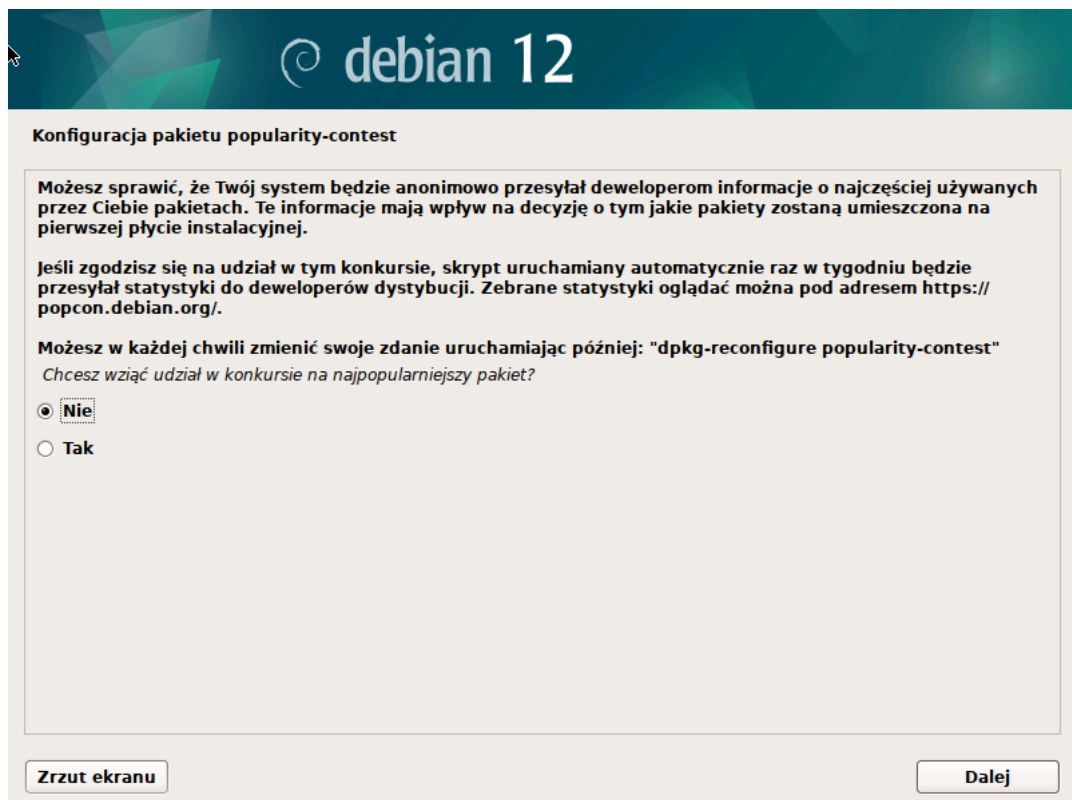 debian 12
Konfiguracja pakietu popularity-contest
Możesz sprawić, że Twój system będzie anonimowo przesyłał deweloperom informacje o najczęściej używanych
przez Ciebie pakietach. Te informacje mają wpływ na decyzję o tym jakie pakiety zostaną umieszczona na
pierwszej płycie instalacyjnej.
Jeśli zgodzisz się na udział w tym konkursie, skrypt uruchamiany automatycznie raz w tygodniu będzie
przesyłał statystyki do deweloperów dystybucji. Zebrane statystyki oglądać można pod adresem https://
popcon.debian.org/.
Możesz w każdej chwili zmienić swoje zdanie uruchamiając później: "dpkg-reconfigure popularity-contest"
Chcesz wziąć udział w konkursie na najpopularniejszy pakiet?
Nie
Tak
Zrzut ekranu
Dalej